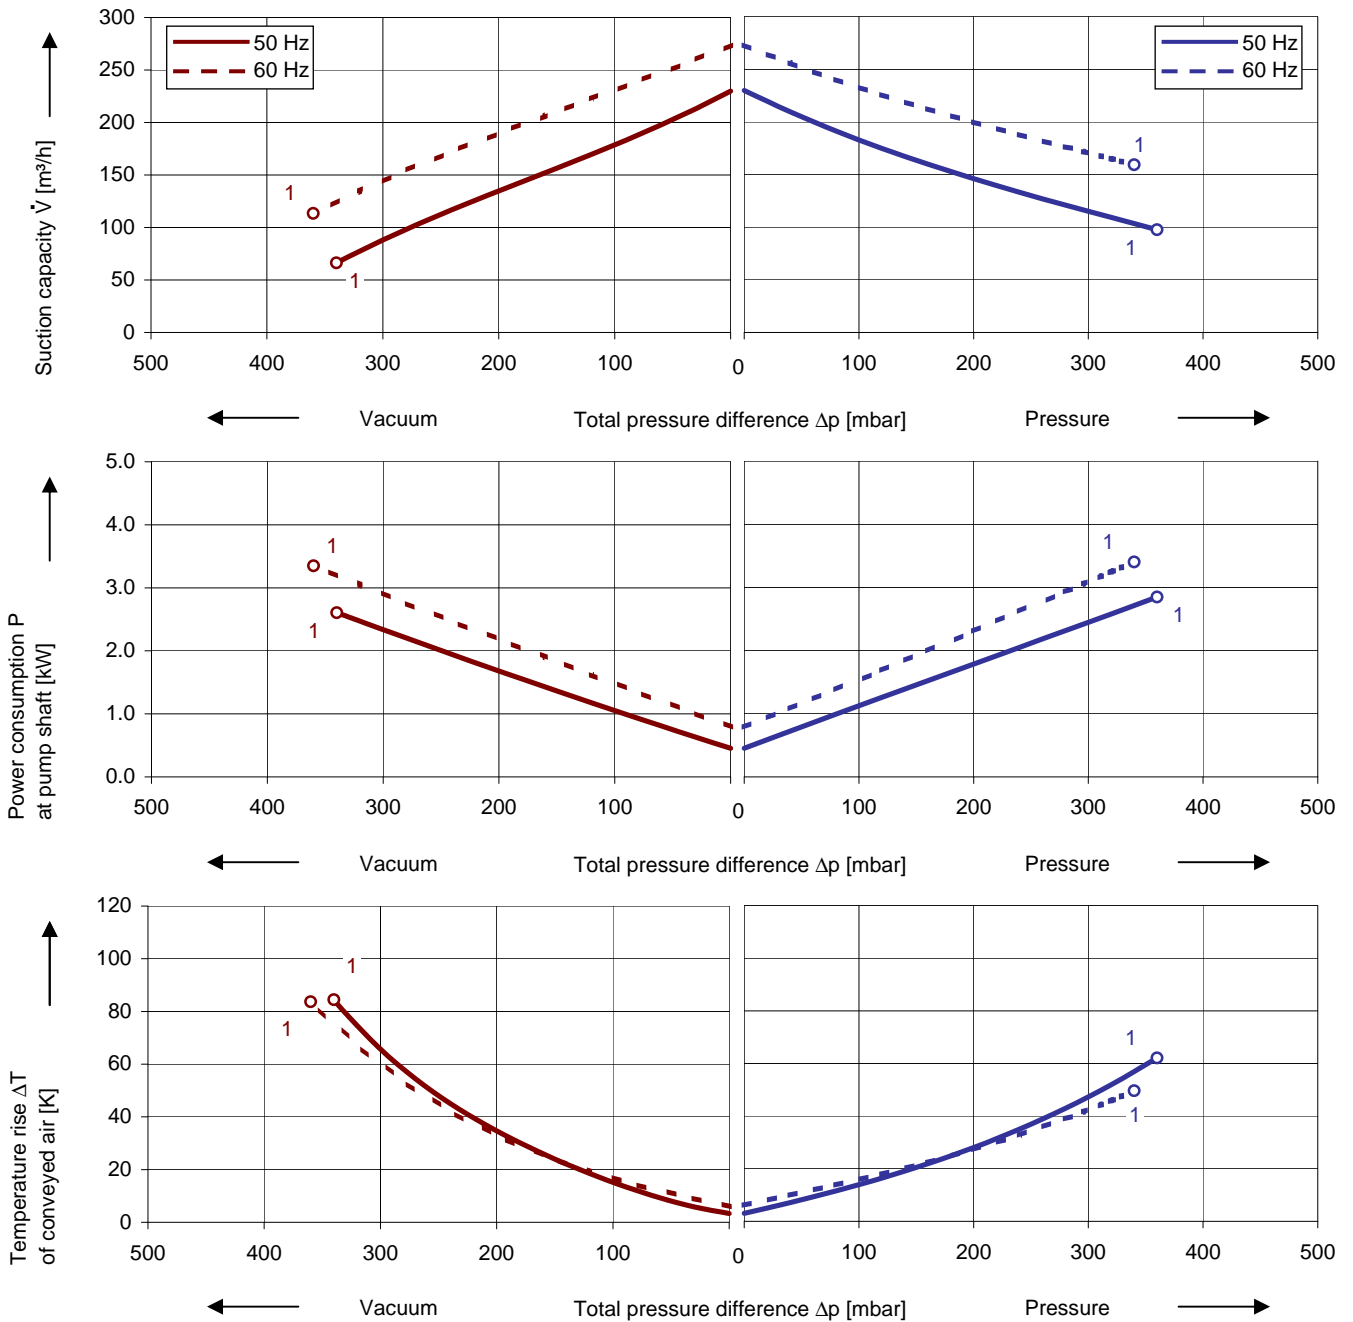 300
250
200
150
100
50
0
Suction capacity V̇ [m³/h]
50 Hz
60 Hz
50 Hz
60 Hz
1
1
1
1
500 400 300 200 100 0 100 200 300 400 500
Vacuum Total pressure difference Δp [mbar] Pressure
5.0
4.0
3.0
2.0
1.0
0.0
Power consumption P
at pump shaft [kW]
1
1
1
1
500 400 300 200 100 0 100 200 300 400 500
Vacuum Total pressure difference Δp [mbar] Pressure
120
100
80
60
40
20
0
Temperature rise ΔT
of conveyed air [K]
1
1
1
1
500 400 300 200 100 0 100 200 300 400 500
Vacuum Total pressure difference Δp [mbar] Pressure